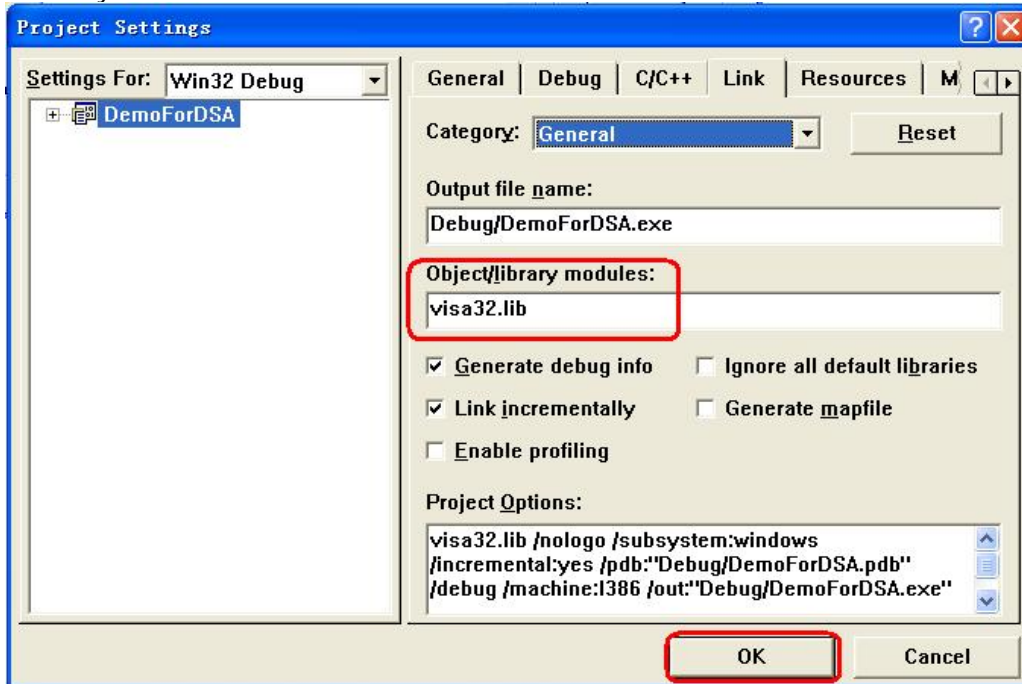 Project Settings
Settings For: Win32 Debug
DemoForDSA
General Debug C/C++ Link Resources M
Category: General Reset
Output file name:
Debug/DemoForDSA.exe
Object/library modules:
visa32.lib
Generate debug info Ignore all default libraries
Link incrementally Generate mapfile
Enable profiling
Project Options:
visa32.lib /nologo /subsystem:windows
/incremental:yes /pdb:"Debug/DemoForDSA.pdb"
/debug /machine:I386 /out:"Debug/DemoForDSA.exe"
OK Cancel